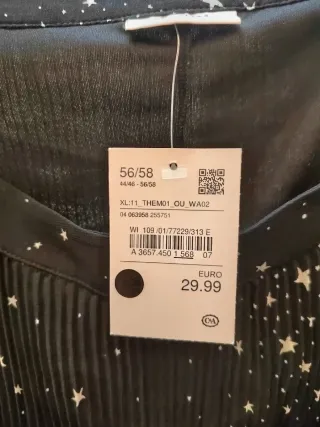 56/58
44/46 - 56/58
XL:11_THEM01_OU_WA02
04 063958 255751
WI 109 /01/77229/313 E
A 3657.450 1 568 07
EURO
29.99
C&A